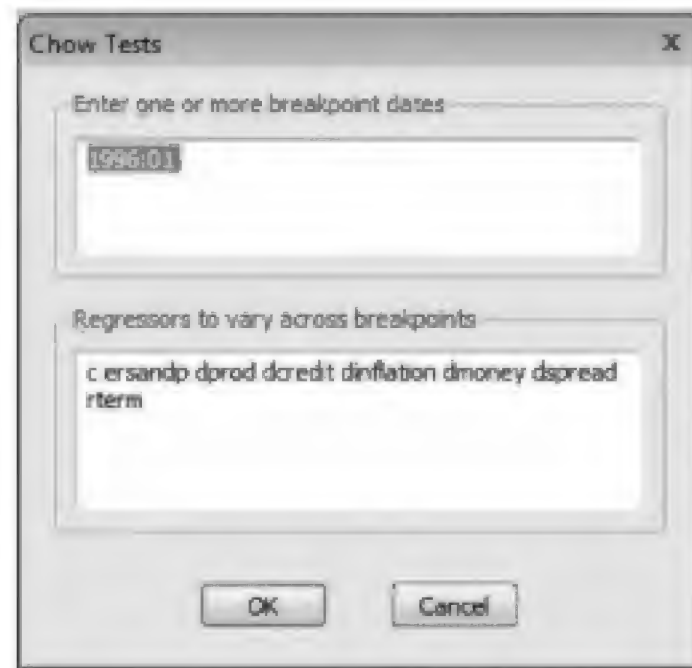 Chow Tests
x
Enter one or more breakpoint dates
1996:01
Regressors to vary across breakpoints
c ersandp dprod dcredit dinflation dmoney dspread
rterm
OK
Cancel